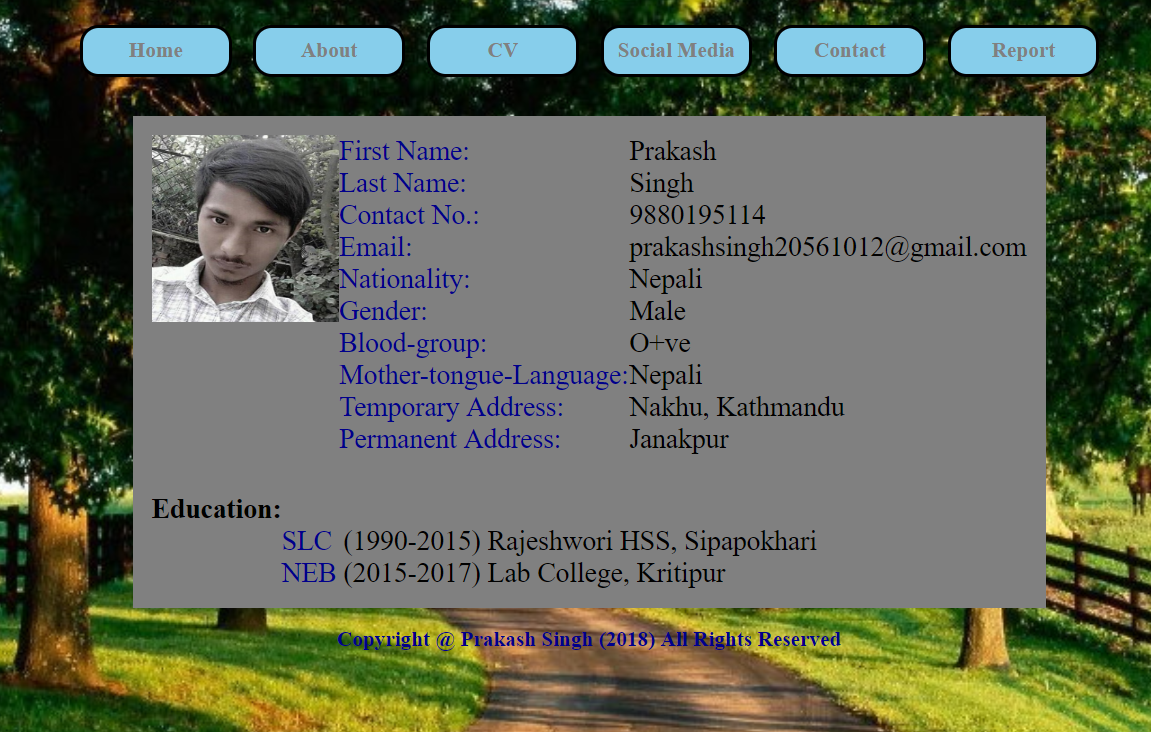 Home About CV Social Media Contact Report
First Name: Prakash
Last Name: Singh
Contact No.: 9880195114
Email: prakashsingh20561012@gmail.com
Nationality: Nepali
Gender: Male
Blood-group: O+ve
Mother-tongue-Language: Nepali
Temporary Address: Nakhu, Kathmandu
Permanent Address: Janakpur
Education:
SLC (1990-2015) Rajeshwori HSS, Sipapokhari
NEB (2015-2017) Lab College, Kritipur
Copyright @ Prakash Singh (2018) All Rights Reserved